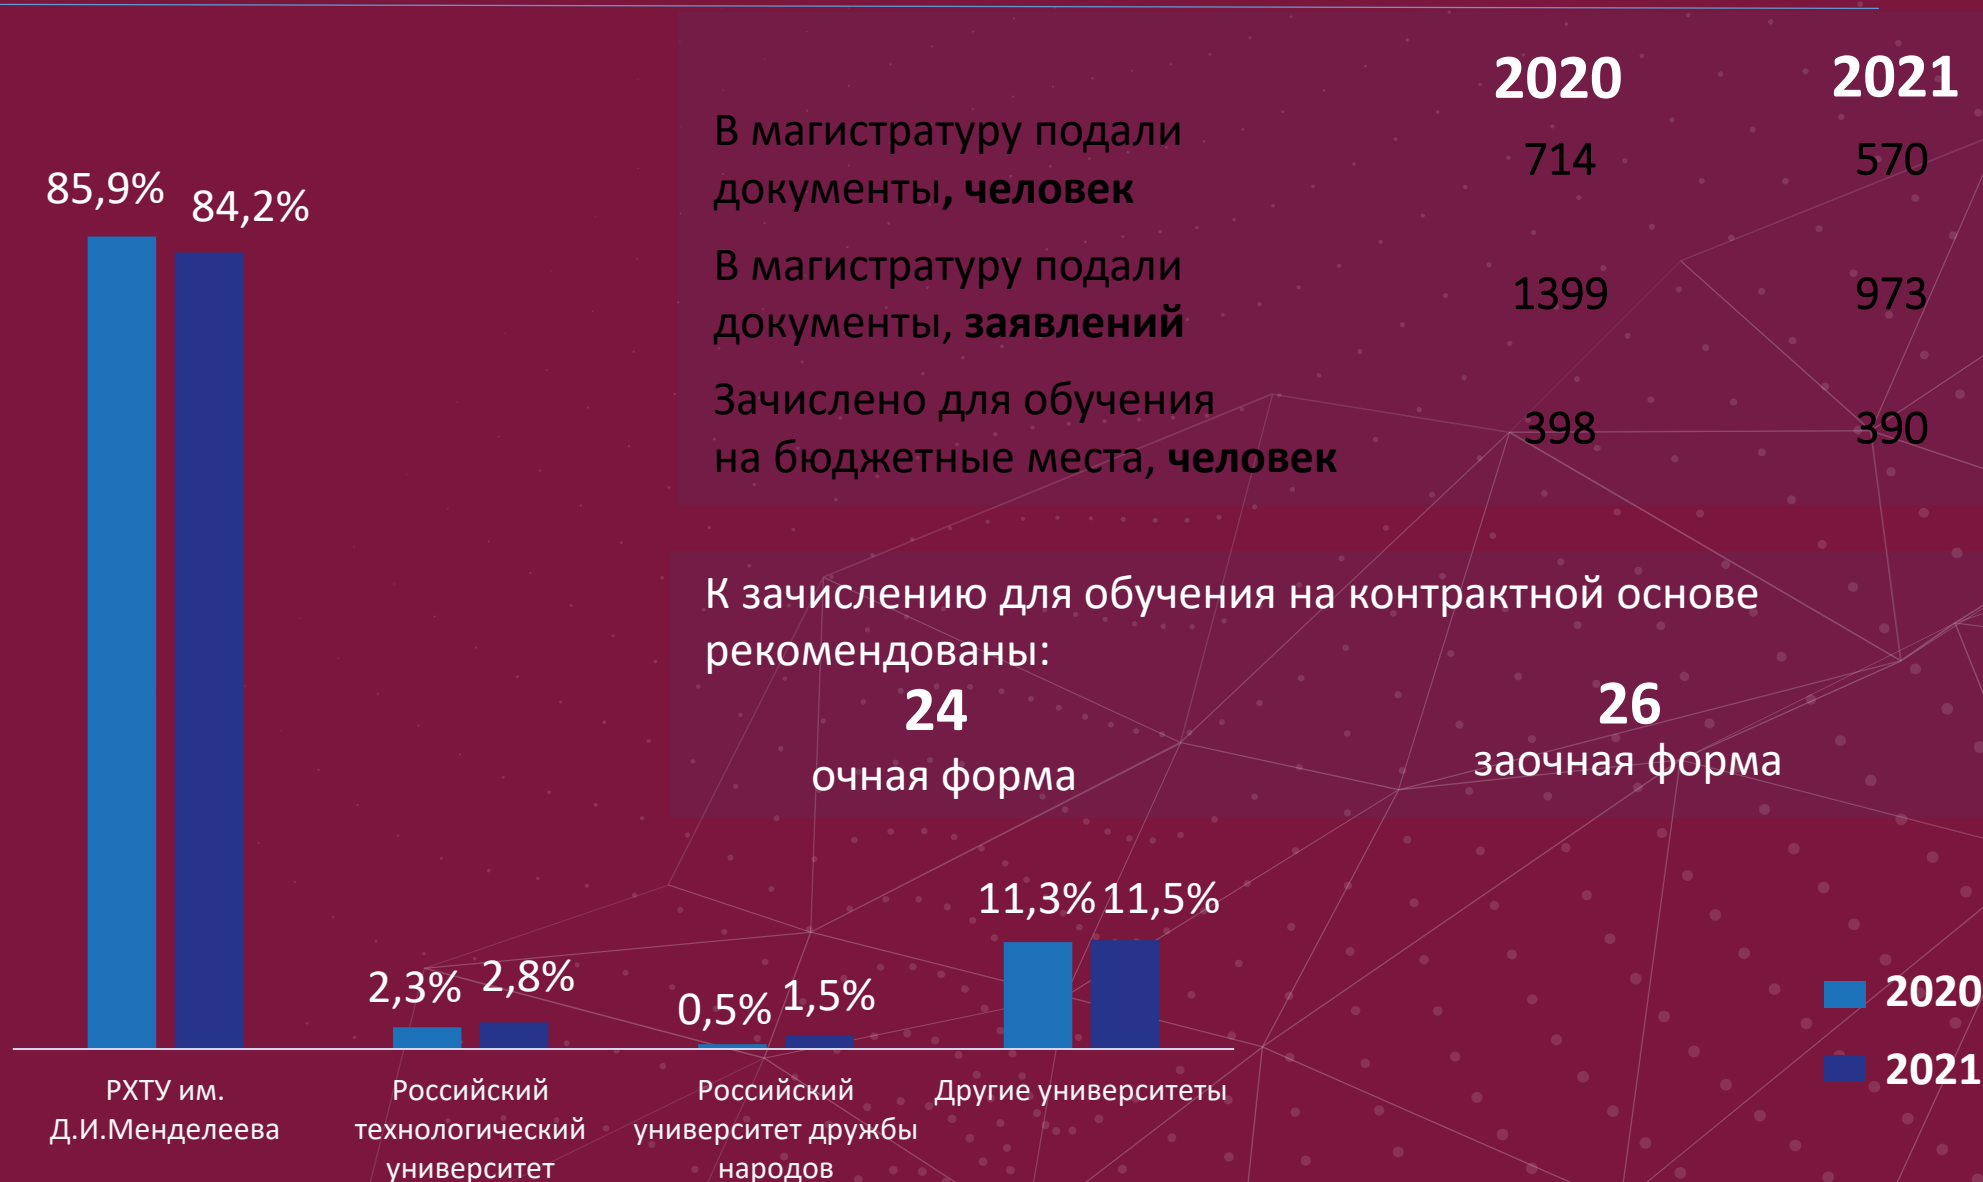 2020 2021
В магистратуру подали
документы, человек
714 570
В магистратуру подали
документы, заявлений
1399 973
Зачислено для обучения
на бюджетные места, человек
398 390
К зачислению для обучения на контрактной основе
рекомендованы:
24
очная форма
26
заочная форма
85,9% 84,2%
2,3% 2,8%
0,5% 1,5%
11,3% 11,5%
РХТУ им.
Д.И.Менделеева
Российский
технологический
университет
Российский
университет дружбы
народов
Другие университеты
2020
2021